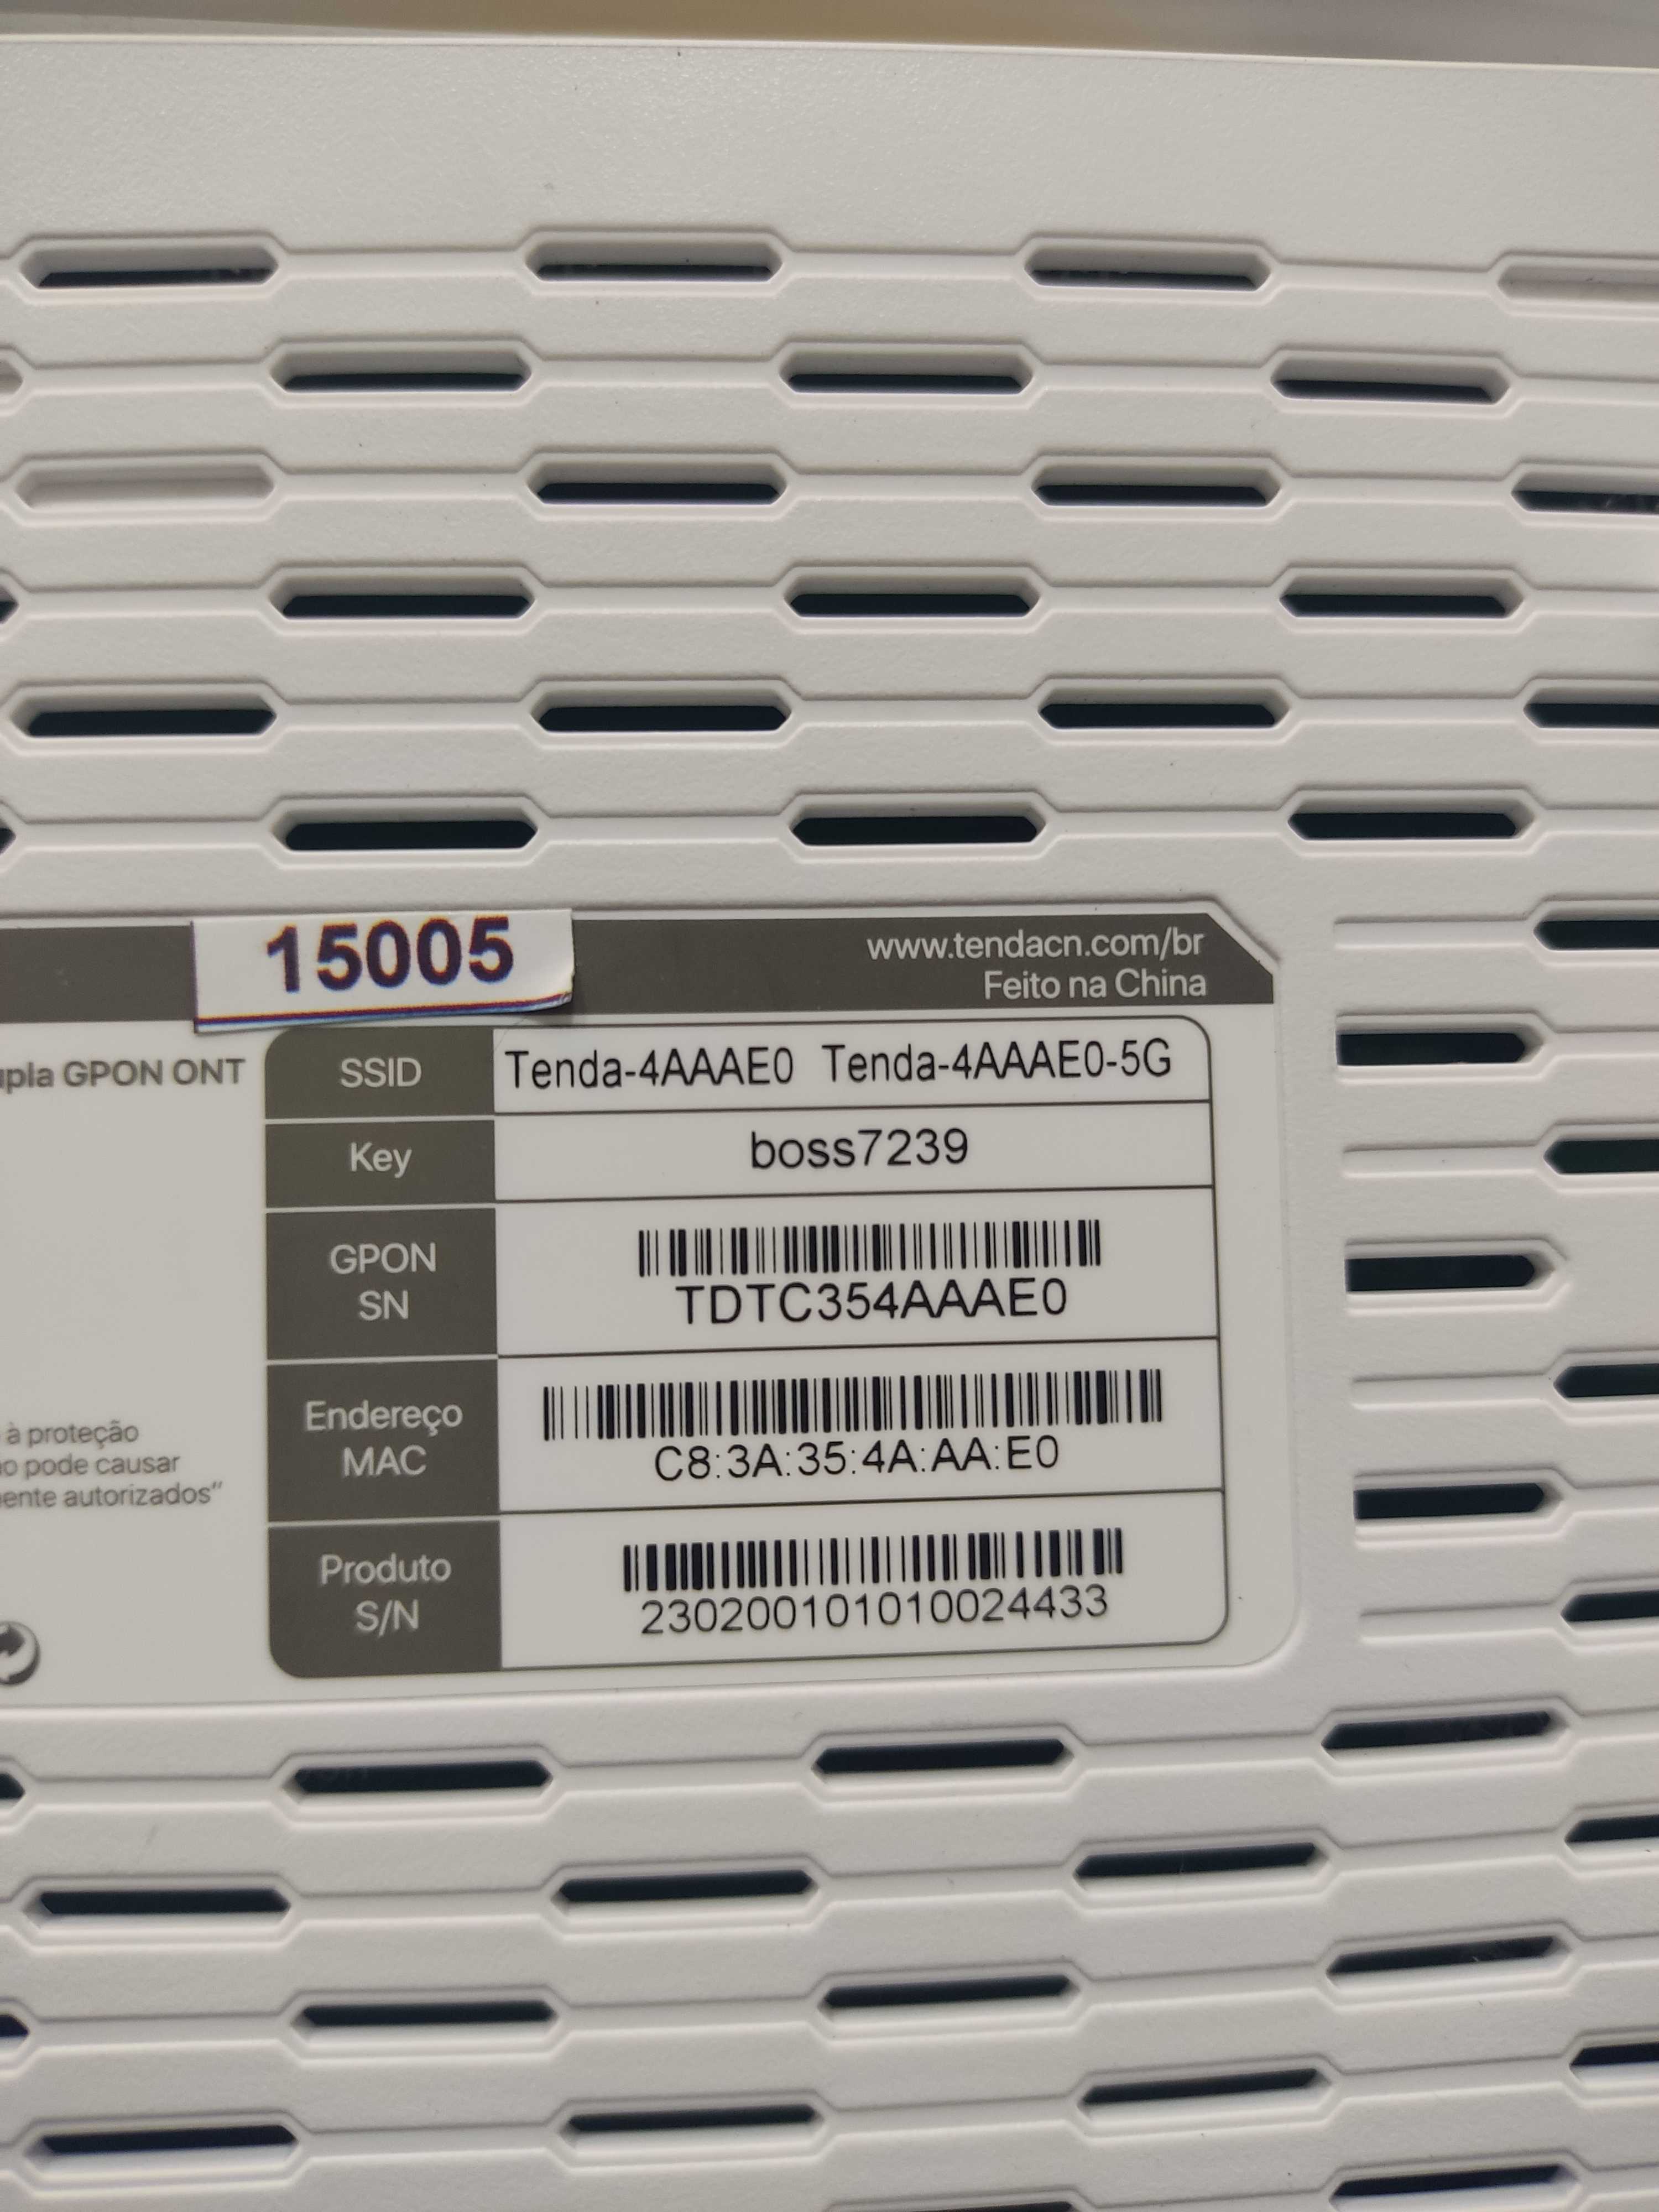 15005
www.tendacn.com/br
Feito na China
upla GPON ONT
SSID Tenda-4AAAE0 Tenda-4AAAE0-5G
Key boss7239
GPON
SN
TDTC354AAAE0
Endereço
MAC
C8:3A:35:4A:AA:E0
à proteção
o pode causar
ente autorizados"
Produto
S/N
230200101010024433